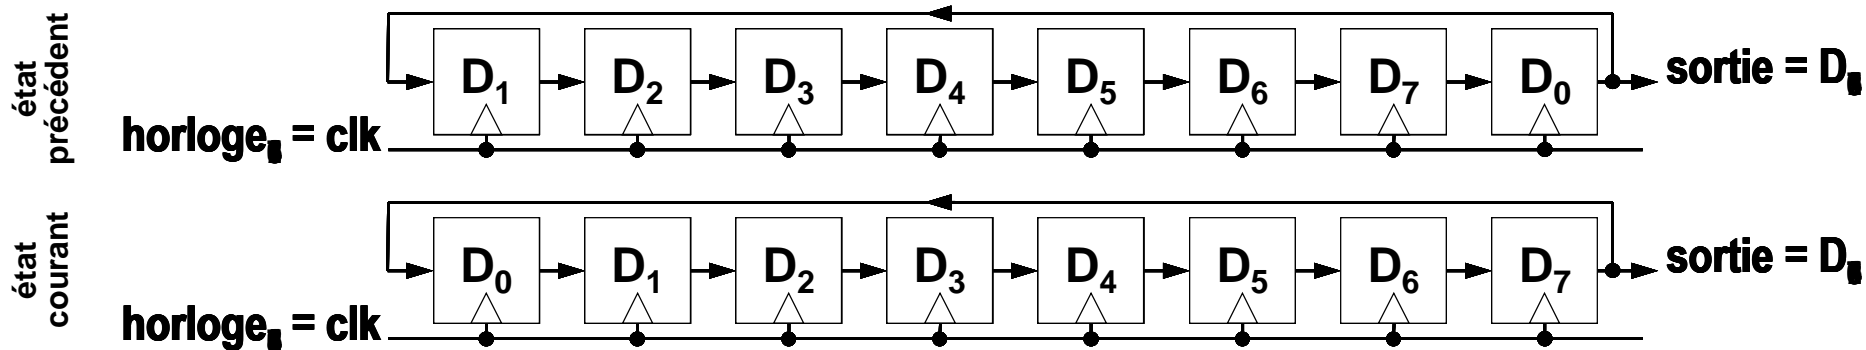 état
précédent
D1 D2 D3 D4 D5 D6 D7 D0
sortie = D
horloge = clk
état
courant
D0 D1 D2 D3 D4 D5 D6 D7
sortie = D
horloge = clk